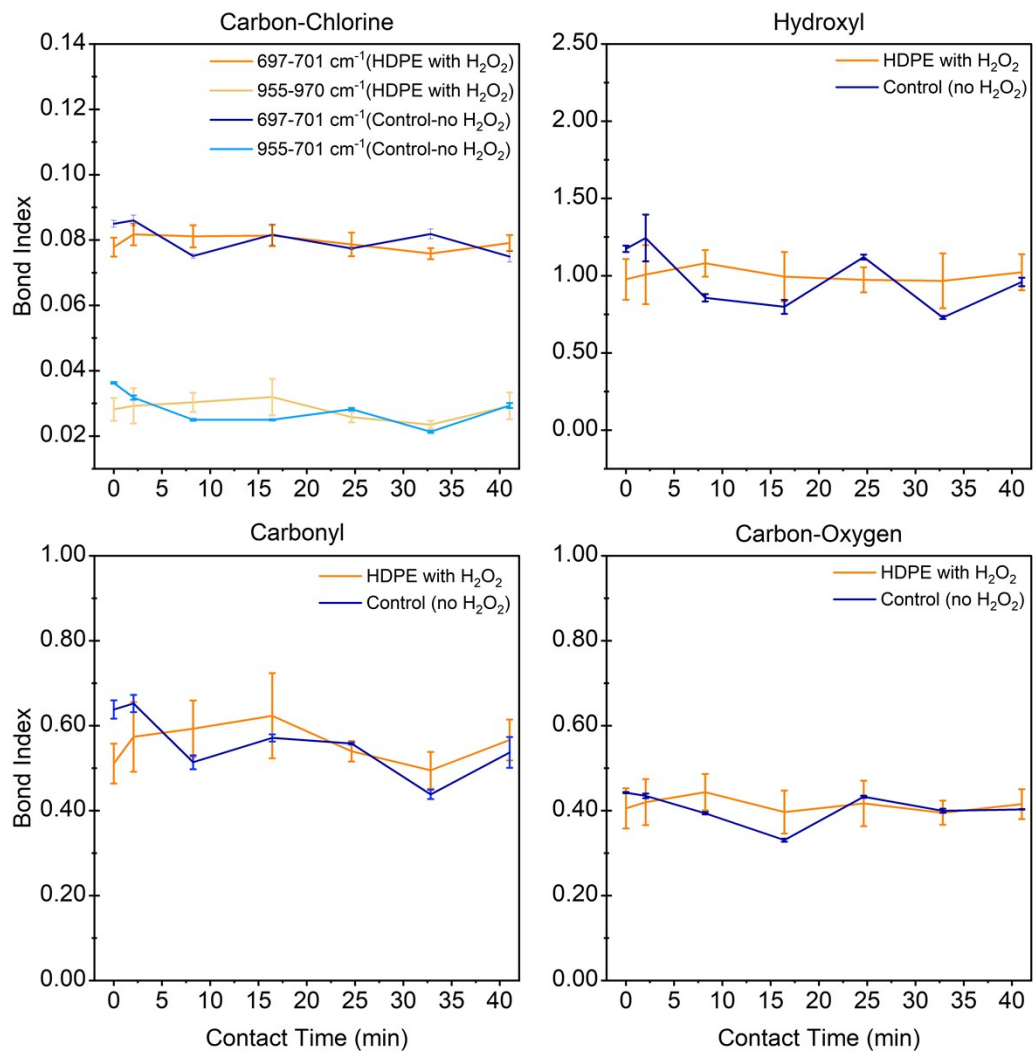 Carbon-Chlorine
0.14
0.12
0.10
0.08
0.06
0.04
0.02
Bond Index
697-701 cm⁻¹(HDPE with H₂O₂)
955-970 cm⁻¹(HDPE with H₂O₂)
697-701 cm⁻¹(Control-no H₂O₂)
955-701 cm⁻¹(Control-no H₂O₂)
0 5 10 15 20 25 30 35 40
Hydroxyl
2.50
2.00
1.50
1.00
0.50
0.00
HDPE with H₂O₂
Control (no H₂O₂)
0 5 10 15 20 25 30 35 40
Carbonyl
1.00
0.80
0.60
0.40
0.20
0.00
Bond Index
HDPE with H₂O₂
Control (no H₂O₂)
0 5 10 15 20 25 30 35 40
Contact Time (min)
Carbon-Oxygen
1.00
0.80
0.60
0.40
0.20
0.00
HDPE with H₂O₂
Control (no H₂O₂)
0 5 10 15 20 25 30 35 40
Contact Time (min)